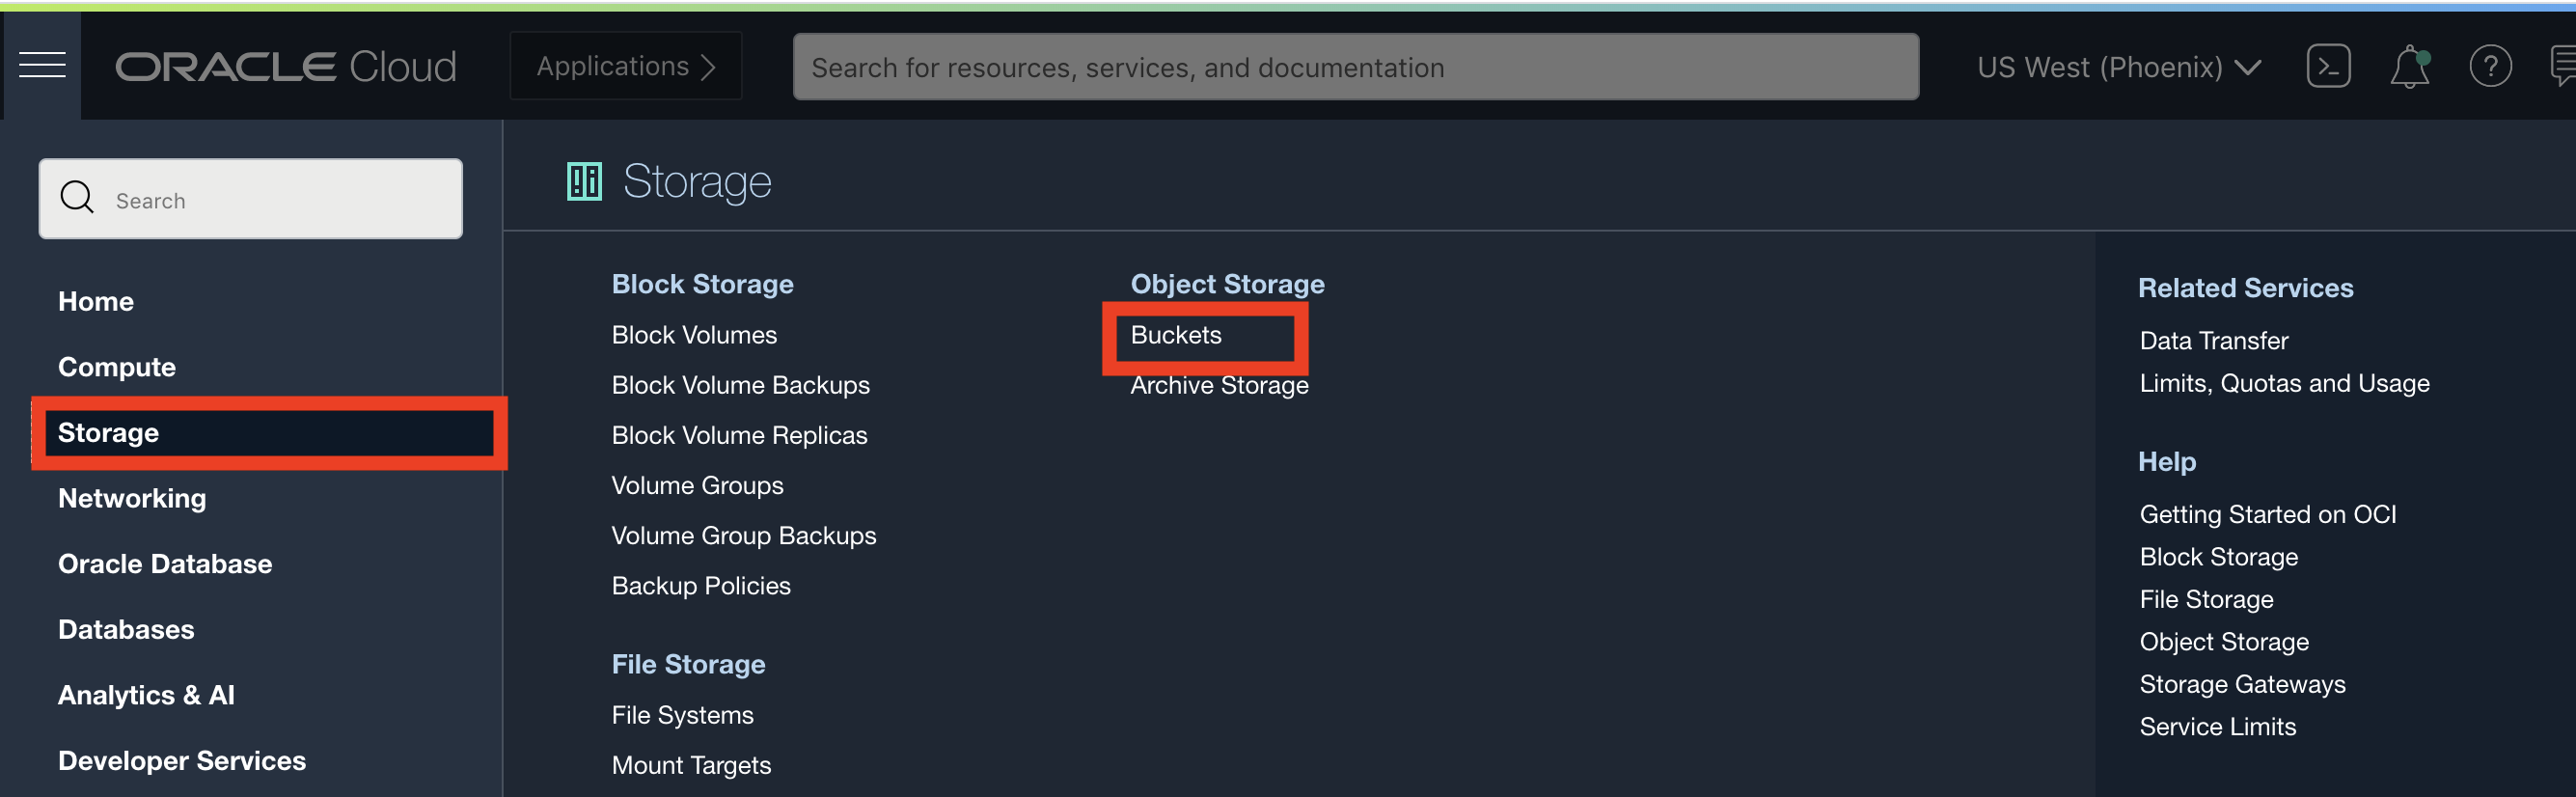 ORACLE Cloud
Applications
Search for resources, services, and documentation
US West (Phoenix)
Search
Home
Compute
Storage
Networking
Oracle Database
Databases
Analytics & AI
Developer Services
Storage
Block Storage
Block Volumes
Block Volume Backups
Block Volume Replicas
Volume Groups
Volume Group Backups
Backup Policies
File Storage
File Systems
Mount Targets
Object Storage
Buckets
Archive Storage
Related Services
Data Transfer
Limits, Quotas and Usage
Help
Getting Started on OCI
Block Storage
File Storage
Object Storage
Storage Gateways
Service Limits